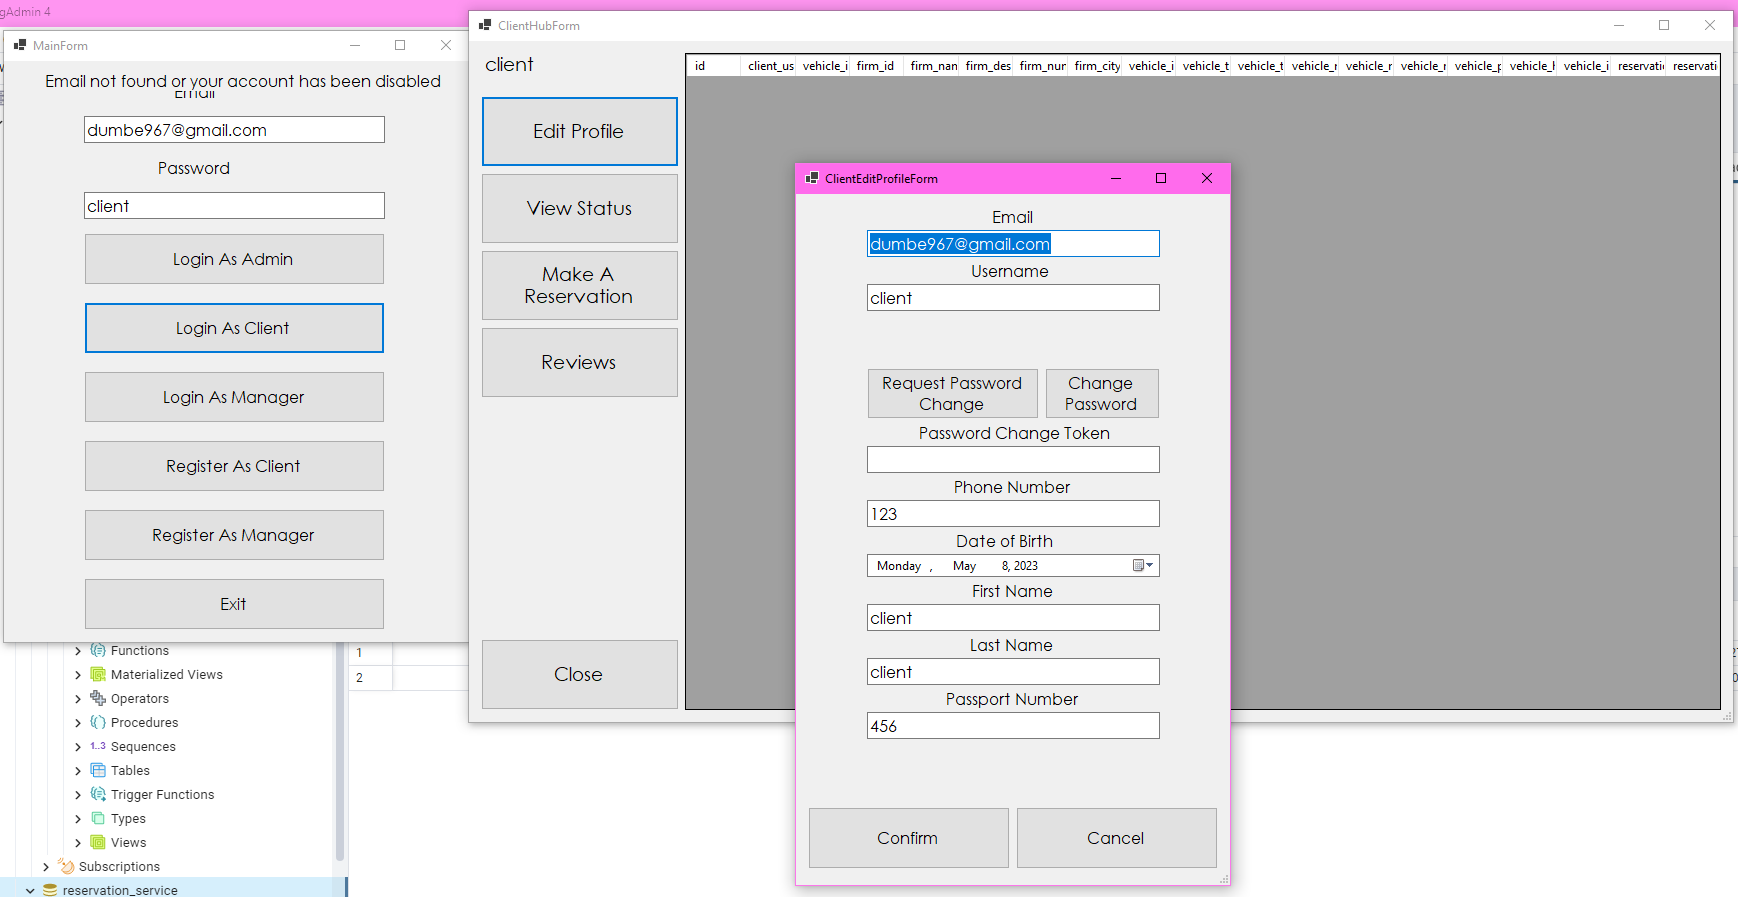 gAdmin 4
MainForm
Email not found or your account has been disabled
Email
dumbe967@gmail.com
Password
client
Login As Admin
Login As Client
Login As Manager
Register As Client
Register As Manager
Exit
Functions
Materialized Views
Operators
Procedures
1..3 Sequences
Tables
Trigger Functions
Types
Views
Subscriptions
reservation_service
1
2
ClientHubForm
client
Edit Profile
View Status
Make A
Reservation
Reviews
Close
id client_us vehicle_i firm_id firm_nan firm_des firm_nur firm_city vehicle_i vehicle_t vehicle_t vehicle_r vehicle_r vehicle_r vehicle_p vehicle_h vehicle_i reservati reservati
ClientEditProfileForm
Email
dumbe967@gmail.com
Username
client
Request Password
Change
Change
Password
Password Change Token
Phone Number
123
Date of Birth
Monday , May 8, 2023
First Name
client
Last Name
client
Passport Number
456
Confirm
Cancel